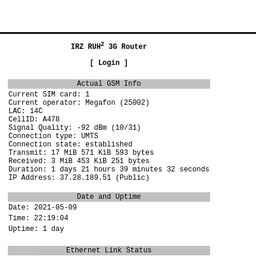 IRZ RUH2 3G Router
[ Login ]
Actual GSM Info
Current SIM card: 1
Current operator: Megafon (25002)
LAC: 14C
CellID: A478
Signal Quality: -92 dBm (10/31)
Connection type: UMTS
Connection state: established
Transmit: 17 MiB 571 KiB 593 bytes
Received: 3 MiB 453 KiB 251 bytes
Duration: 1 days 21 hours 39 minutes 32 seconds
IP Address: 37.28.189.51 (Public)
Date and Uptime
Date: 2021-05-09
Time: 22:19:04
Uptime: 1 day
Ethernet Link Status